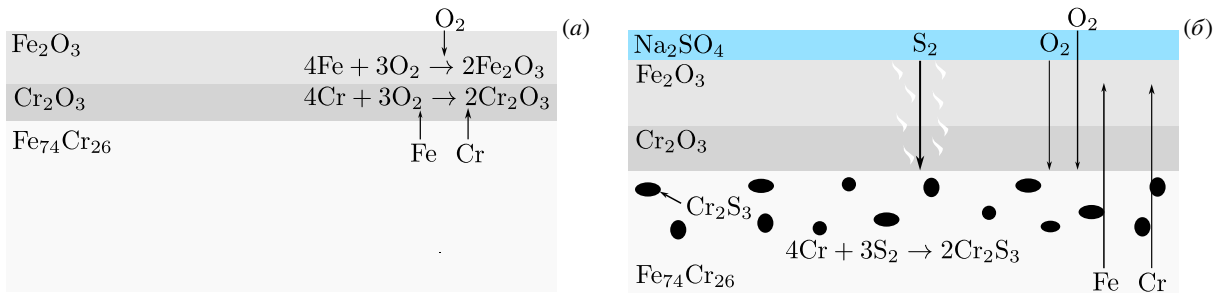 O₂
(а)
Fe₂O₃
4Fe + 3O₂ → 2Fe₂O₃
Cr₂O₃
4Cr + 3O₂ → 2Cr₂O₃
Fe₇₄Cr₂₆
Fe Cr
O₂
(б)
Na₂SO₄ S₂ O₂
Fe₂O₃
Cr₂O₃
Cr₂S₃
4Cr + 3S₂ → 2Cr₂S₃
Fe₇₄Cr₂₆
Fe Cr